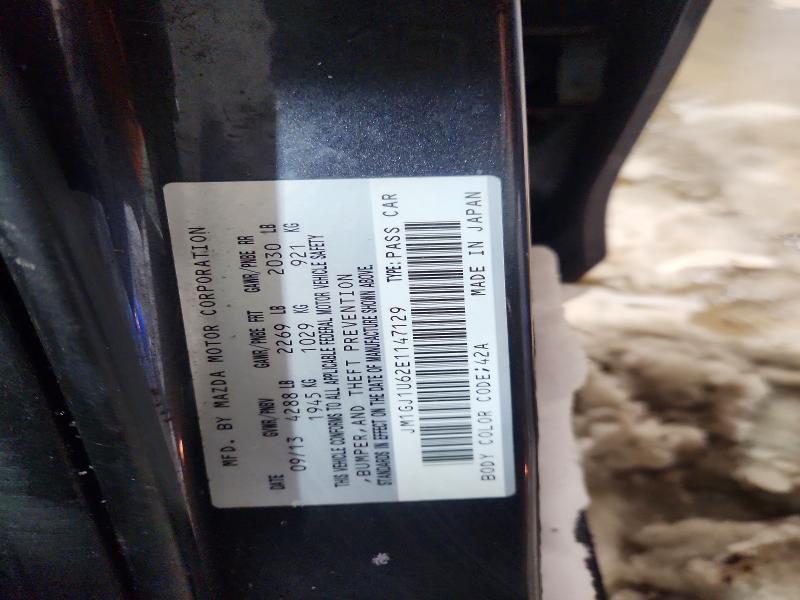 MFD. BY MAZDA MOTOR CORPORATION
DATE GVWR/PNBV GAWR/PNBE FRT GAWR/PNBE RR
09/13 4288 LB 2269 LB 2030 LB
1945 KG 1029 KG 921 KG
THIS VEHICLE CONFORMS TO ALL APPLICABLE FEDERAL MOTOR VEHICLE SAFETY
,BUMPER, AND THEFT PREVENTION
STANDARDS IN EFFECT ON THE DATE OF MANUFACTURE SHOWN ABOVE.
JM1GJ1U62E1147129 TYPE: PASS CAR
BODY COLOR CODE;42A MADE IN JAPAN